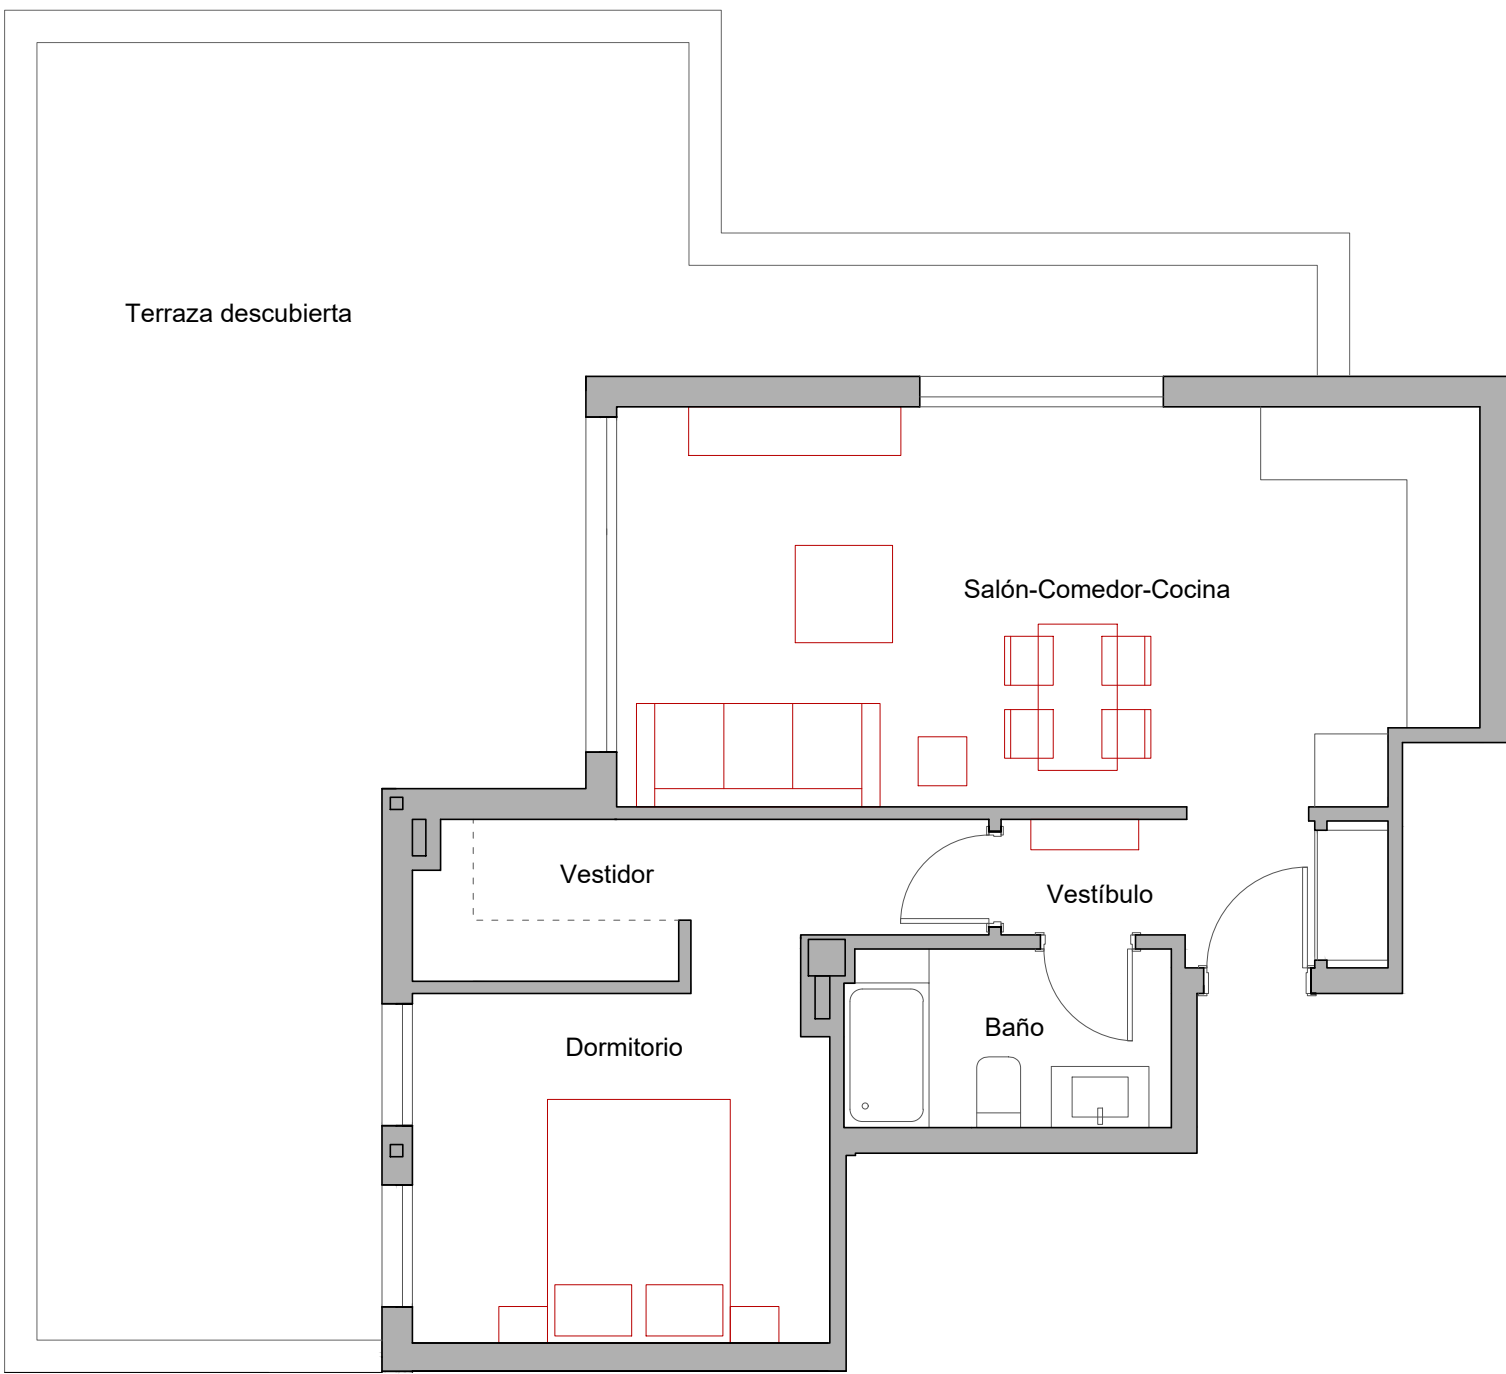 Terraza descubierta
Salón-Comedor-Cocina
Vestidor
Vestíbulo
Baño
Dormitorio